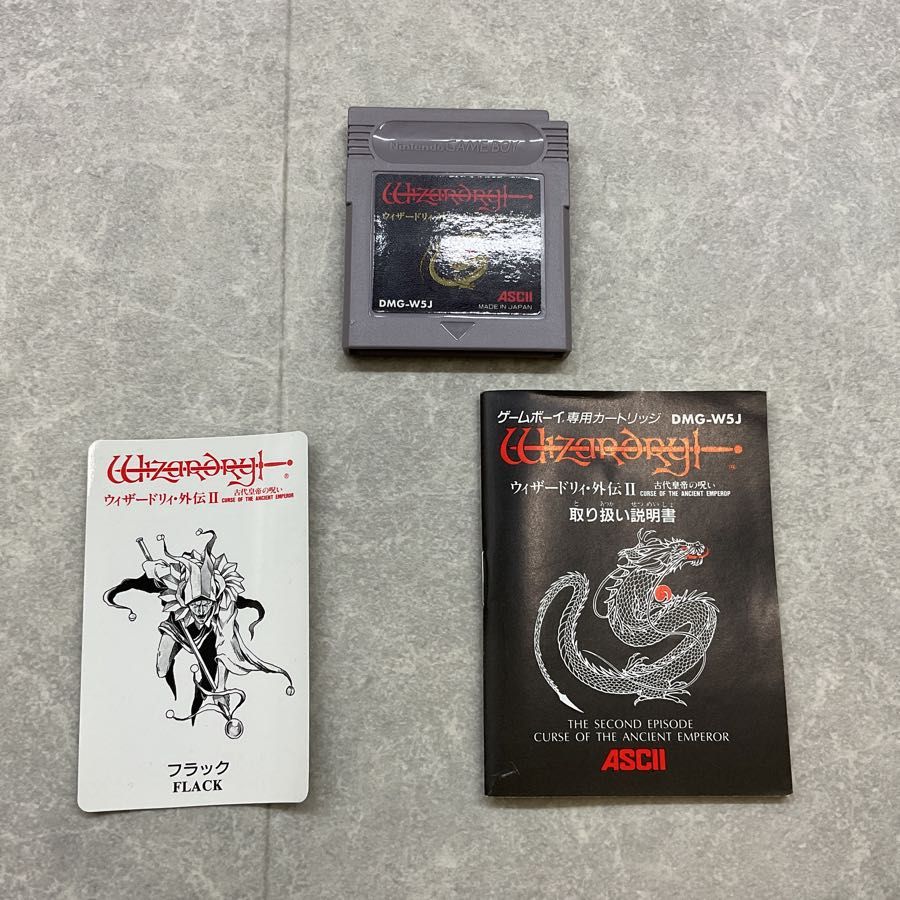 Nintendo GAME BOY
Wizardry
ウィザードリィ
DMG-W5J
ASCII
MADE IN JAPAN
Wizardry
®
ウィザードリィ・外伝II 古代皇帝の呪い
CURSE OF THE ANCIENT EMPEROR
フラック
FLACK
ゲームボーイ専用カートリッジ DMG-W5J
Wizardry
ウィザードリィ・外伝II 古代皇帝の呪い
CURSE OF THE ANCIENT EMPEROR
取り扱い説明書
THE SECOND EPISODE
CURSE OF THE ANCIENT EMPEROR
ASCII